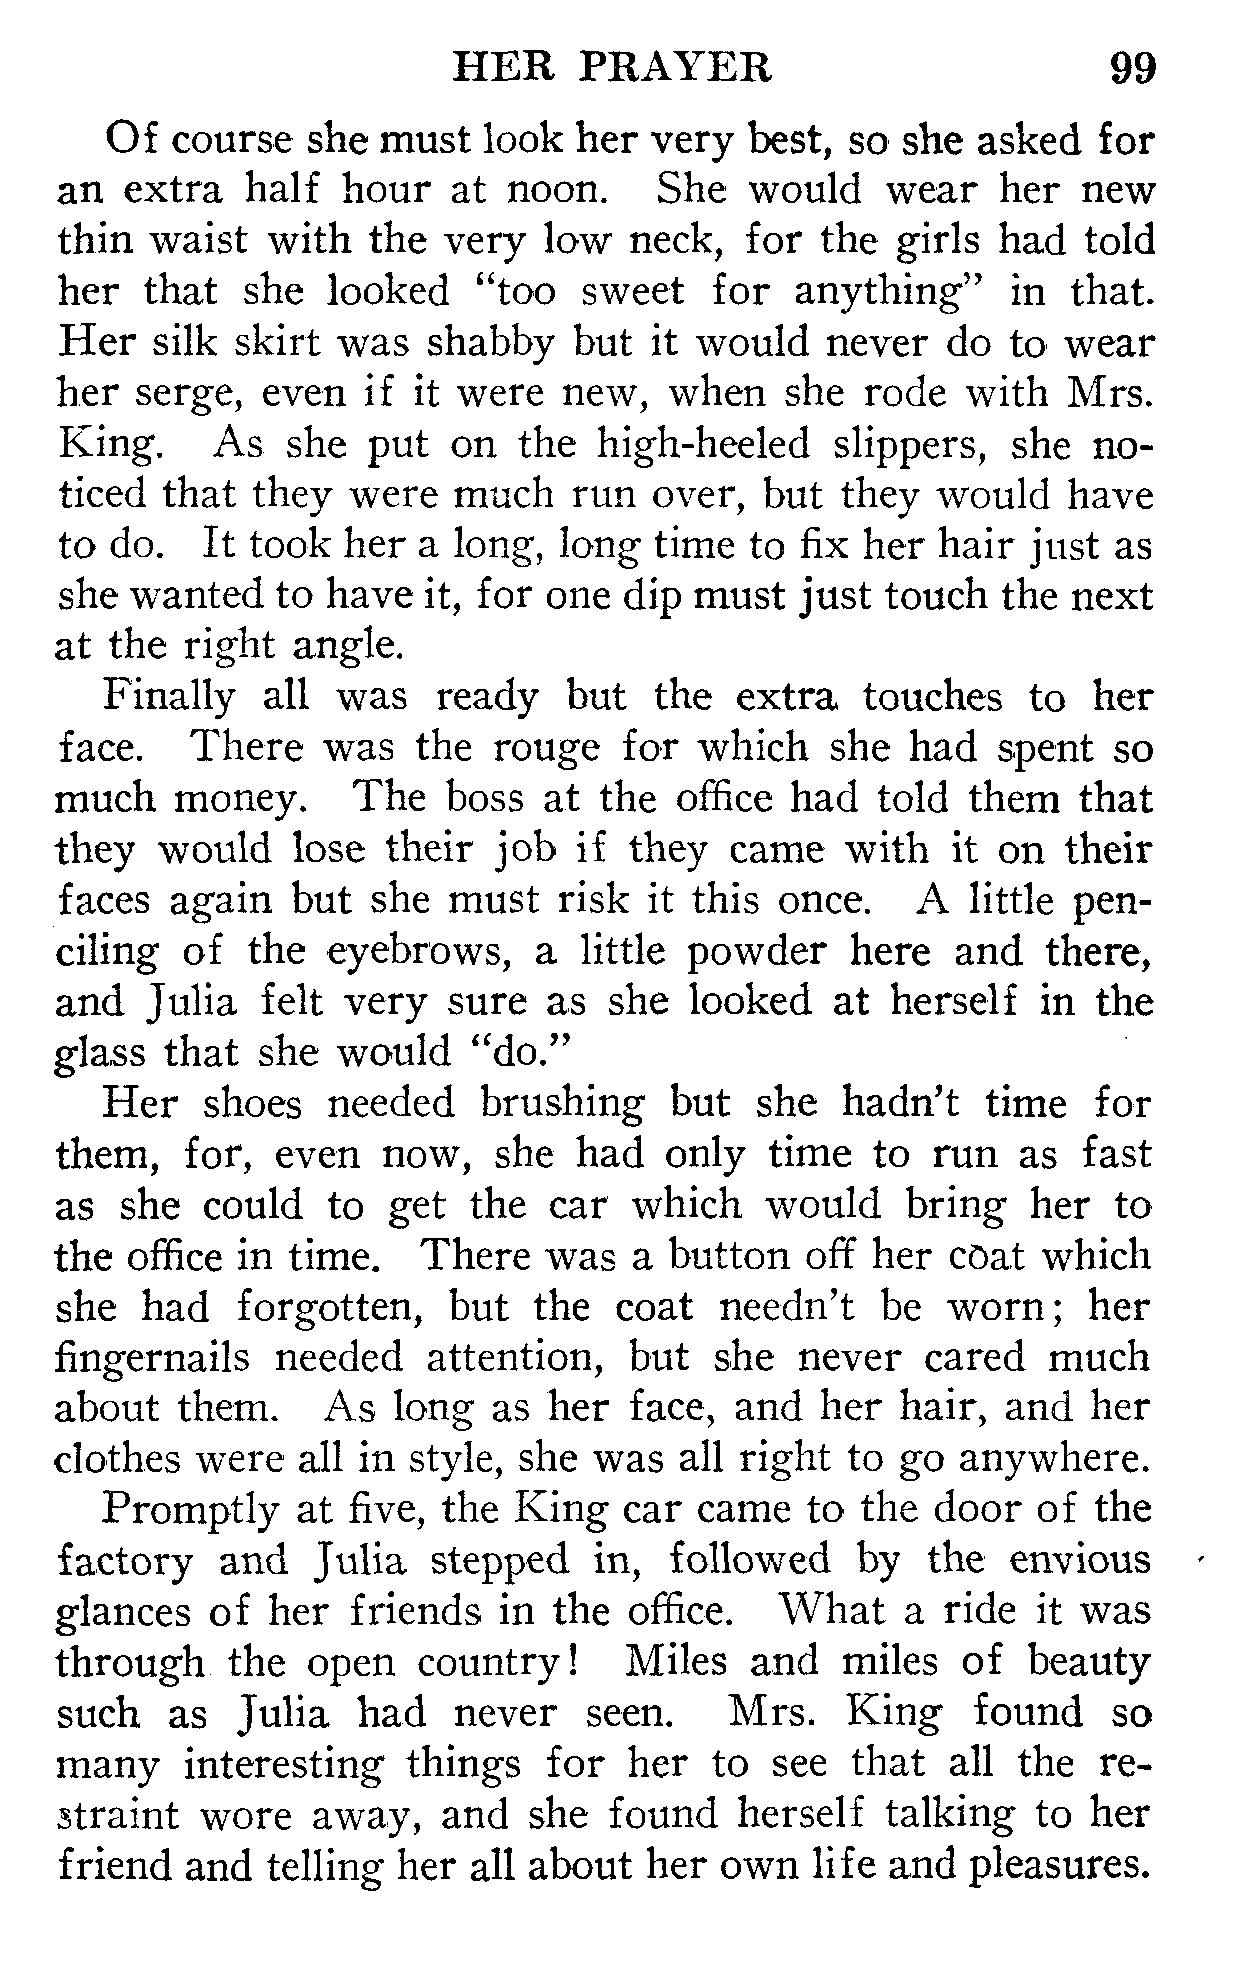 HER PRAYER 99
Of course she must look her very best, so she asked for
an extra half hour at noon. She would wear her new
thin waist with the very low neck, for the girls had told
her that she looked "too sweet for anything" in that.
Her silk skirt was shabby but it would never do to wear
her serge, even if it were new, when she rode with Mrs.
King. As she put on the high-heeled slippers, she no-
ticed that they were much run over, but they would have
to do. It took her a long, long time to fix her hair just as
she wanted to have it, for one dip must just touch the next
at the right angle.
Finally all was ready but the extra touches to her
face. There was the rouge for which she had spent so
much money. The boss at the office had told them that
they would lose their job if they came with it on their
faces again but she must risk it this once. A little pen-
ciling of the eyebrows, a little powder here and there,
and Julia felt very sure as she looked at herself in the
glass that she would "do."
Her shoes needed brushing but she hadn't time for
them, for, even now, she had only time to run as fast
as she could to get the car which would bring her to
the office in time. There was a button off her coat which
she had forgotten, but the coat needn't be worn; her
fingernails needed attention, but she never cared much
about them. As long as her face, and her hair, and her
clothes were all in style, she was all right to go anywhere.
Promptly at five, the King car came to the door of the
factory and Julia stepped in, followed by the envious
glances of her friends in the office. What a ride it was
through the open country! Miles and miles of beauty
such as Julia had never seen. Mrs. King found so
many interesting things for her to see that all the re-
straint wore away, and she found herself talking to her
friend and telling her all about her own life and pleasures.